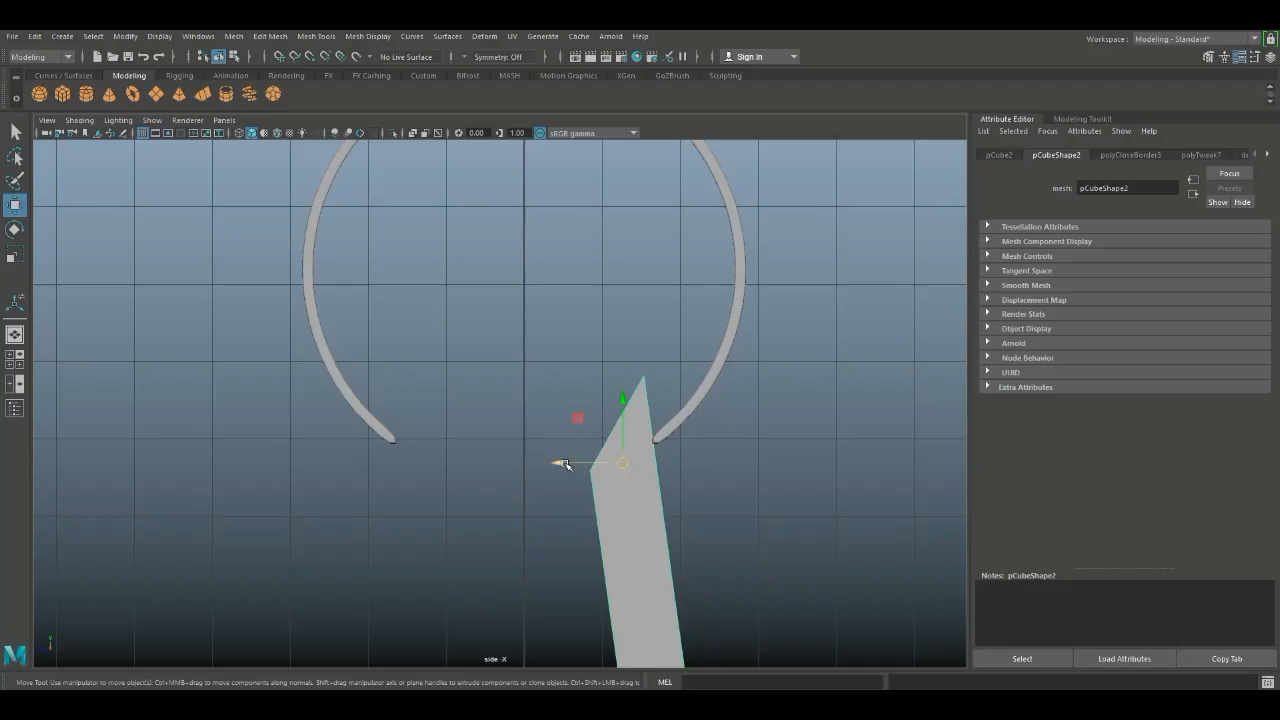 File Edit Create Select Modify Display Windows Mesh Edit Mesh Mesh Tools Mesh Display Curves Surfaces Deform UV Generate Cache Arnold Help
Workspace : Modeling - Standard*
Modeling No Live Surface Symmetry: Off Sign In
Curves / Surfaces Modeling Rigging Animation Rendering FX FX Caching Custom Bifrost MASH Motion Graphics XGen GoZBrush Sculpting
View Shading Lighting Show Renderer Panels
0.00 1.00 sRGB gamma
side -X
Attribute Editor Modeling Toolkit
List Selected Focus Attributes Show Help
pCube2 pCubeShape2 polyCloseBorder3 polyTweak7
Focus
mesh: pCubeShape2 Presets
Show Hide
Tessellation Attributes
Mesh Component Display
Mesh Controls
Tangent Space
Smooth Mesh
Displacement Map
Render Stats
Object Display
Arnold
Node Behavior
UUID
Extra Attributes
Notes: pCubeShape2
Select Load Attributes Copy Tab
Move Tool: Use manipulator to move object(s). Ctrl+MMB+drag to move components along normals. Shift+drag manipulator axis or plane handles to extrude components or clone objects. Ctrl+Shift+LMB+drag to MEL